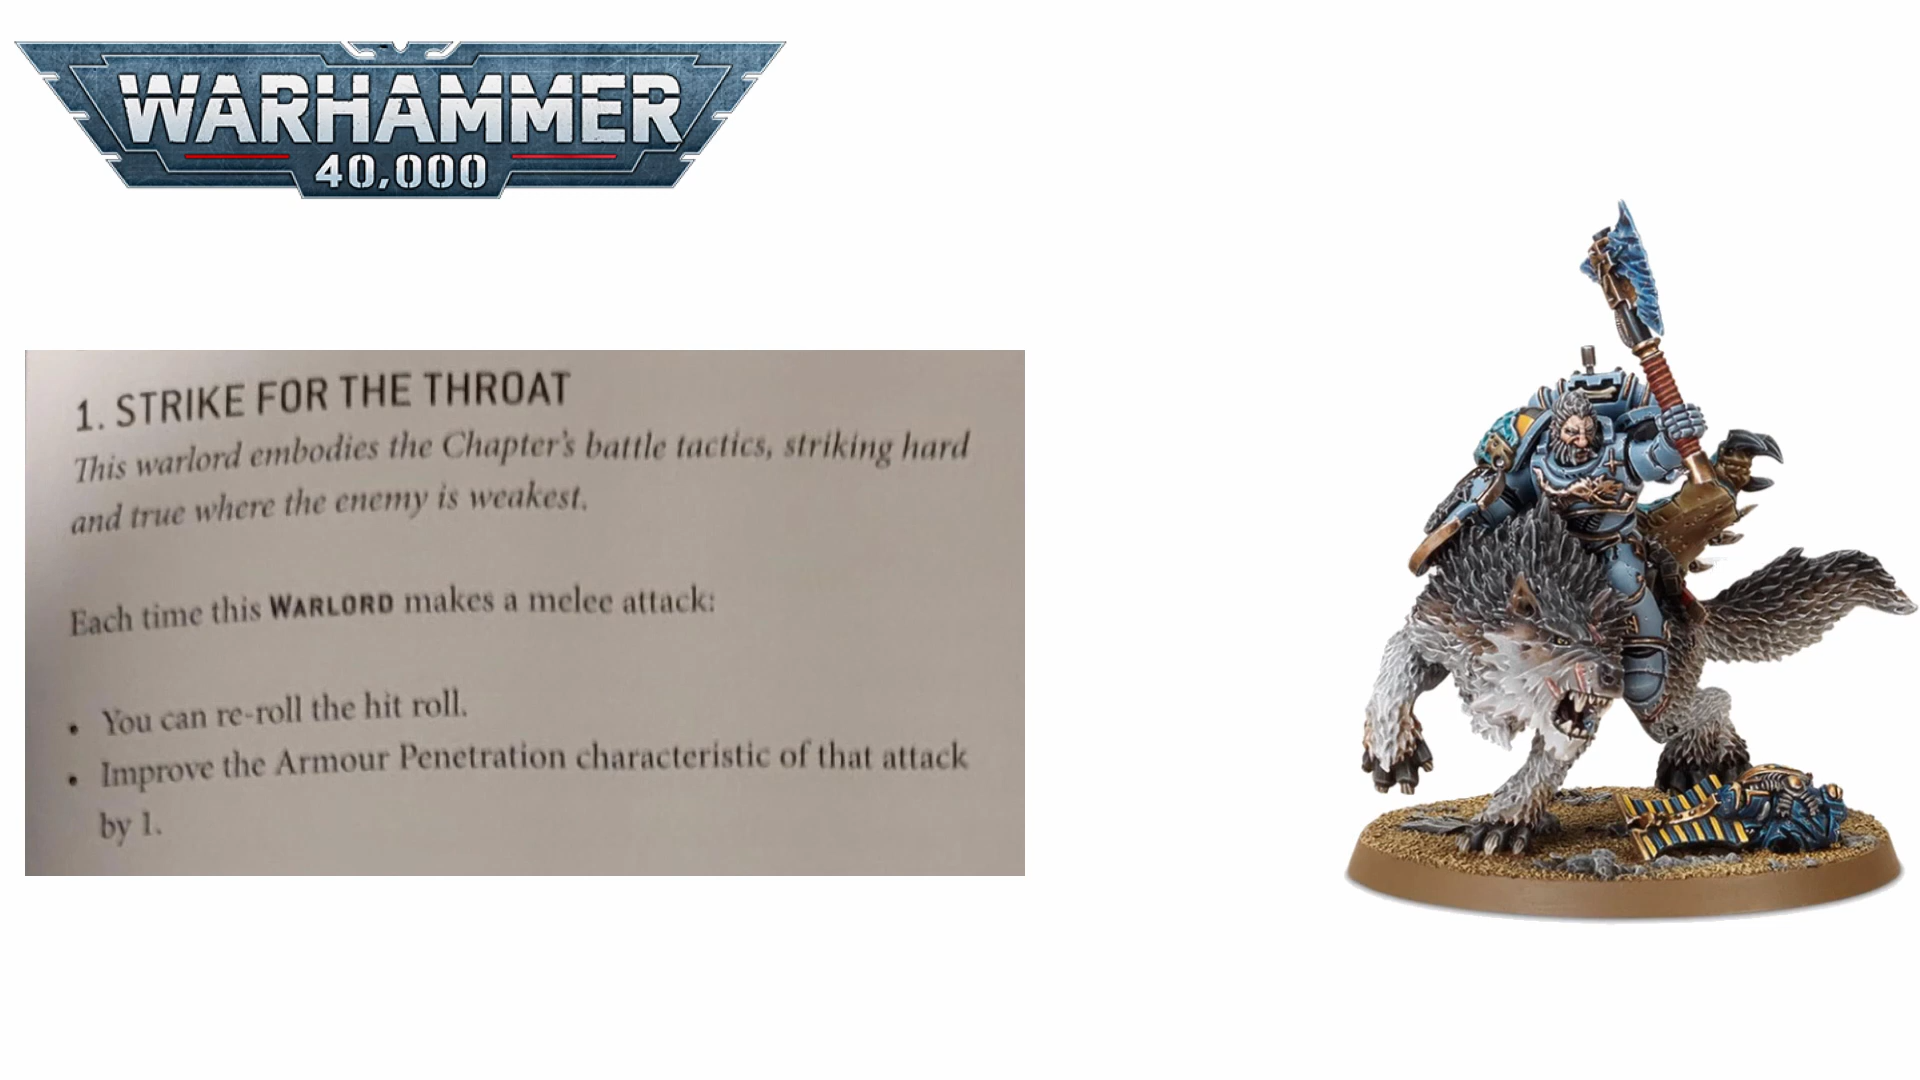 WARHAMMER
40,000
1. STRIKE FOR THE THROAT
This warlord embodies the Chapter's battle tactics, striking hard
and true where the enemy is weakest.
Each time this WARLORD makes a melee attack:
• You can re-roll the hit roll.
• Improve the Armour Penetration characteristic of that attack
by 1.